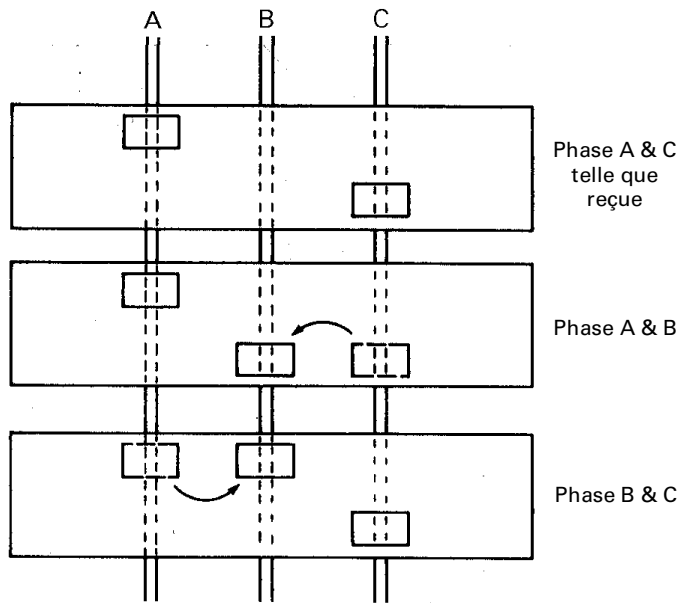 A B C
Phase A & C
telle que
reçue
Phase A & B
Phase B & C